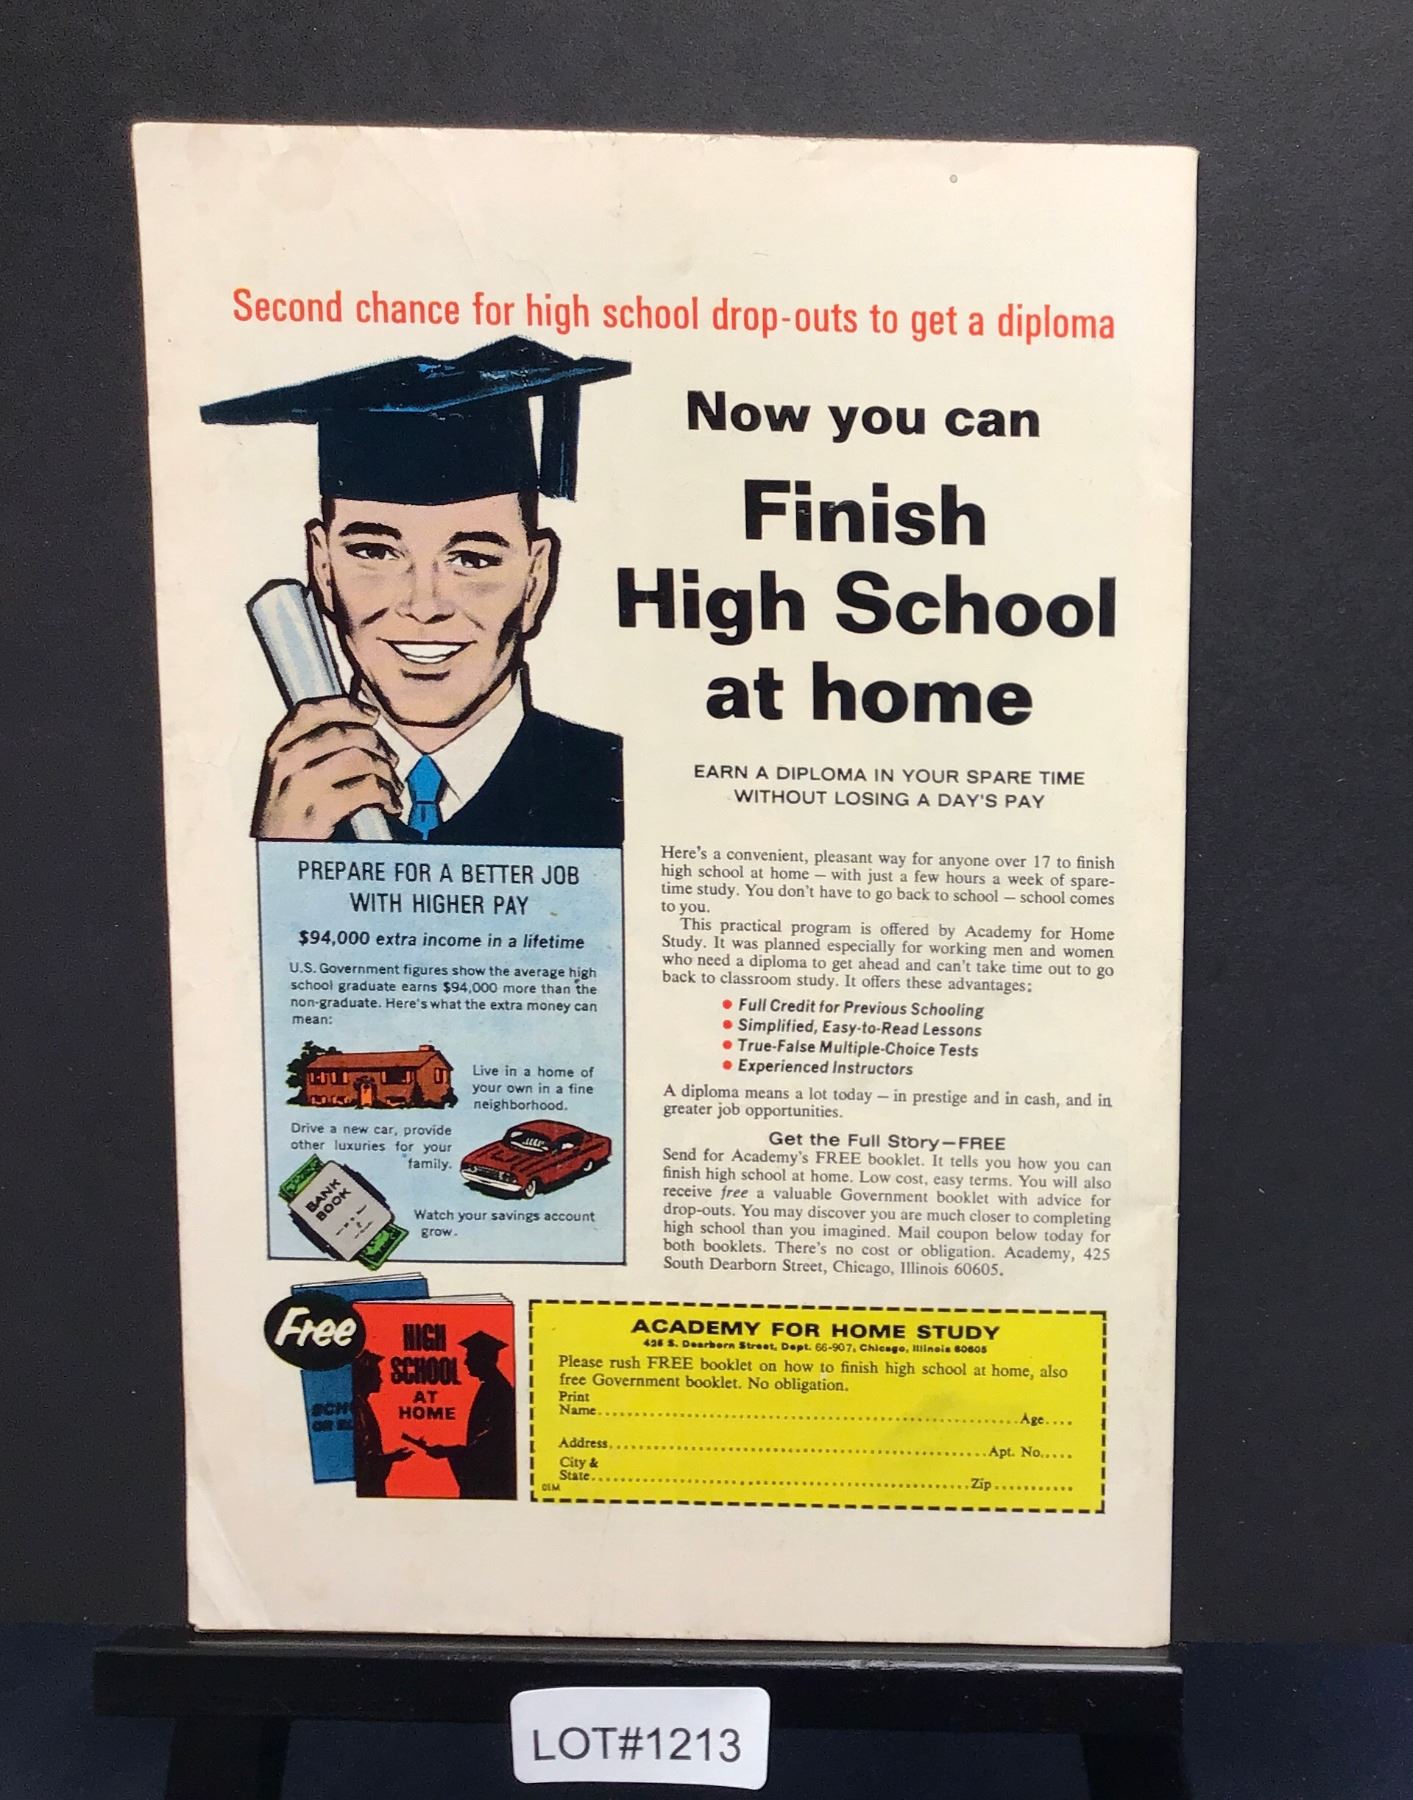 Second chance for high school drop-outs to get a diploma
Now you can
Finish
High School
at home
EARN A DIPLOMA IN YOUR SPARE TIME
WITHOUT LOSING A DAY'S PAY
PREPARE FOR A BETTER JOB
WITH HIGHER PAY
$94,000 extra income in a lifetime
U.S. Government figures show the average high
school graduate earns $94,000 more than the
non-graduate. Here's what the extra money can
mean:
Live in a home of
your own in a fine
neighborhood.
Drive a new car, provide
other luxuries for your
family.
BANK
BOOK
Watch your savings account
grow.
Here's a convenient, pleasant way for anyone over 17 to finish
high school at home — with just a few hours a week of spare-
time study. You don't have to go back to school — school comes
to you.
This practical program is offered by Academy for Home
Study. It was planned especially for working men and women
who need a diploma to get ahead and can't take time out to go
back to classroom study. It offers these advantages:
• Full Credit for Previous Schooling
• Simplified, Easy-to-Read Lessons
• True-False Multiple-Choice Tests
• Experienced Instructors
A diploma means a lot today — in prestige and in cash, and in
greater job opportunities.
Get the Full Story—FREE
Send for Academy's FREE booklet. It tells you how you can
finish high school at home. Low cost, easy terms. You will also
receive free a valuable Government booklet with advice for
drop-outs. You may discover you are much closer to completing
high school than you imagined. Mail coupon below today for
both booklets. There's no cost or obligation. Academy, 425
South Dearborn Street, Chicago, Illinois 60605.
Free
HIGH
SCHOOL
AT
HOME
ACADEMY FOR HOME STUDY
425 S. Dearborn Street, Dept. 66-907, Chicago, Illinois 60605
Please rush FREE booklet on how to finish high school at home, also
free Government booklet. No obligation.
Print
Name.......... Age....
Address.......... Apt. No.....
City &
State.......... Zip..........
01M
LOT#1213